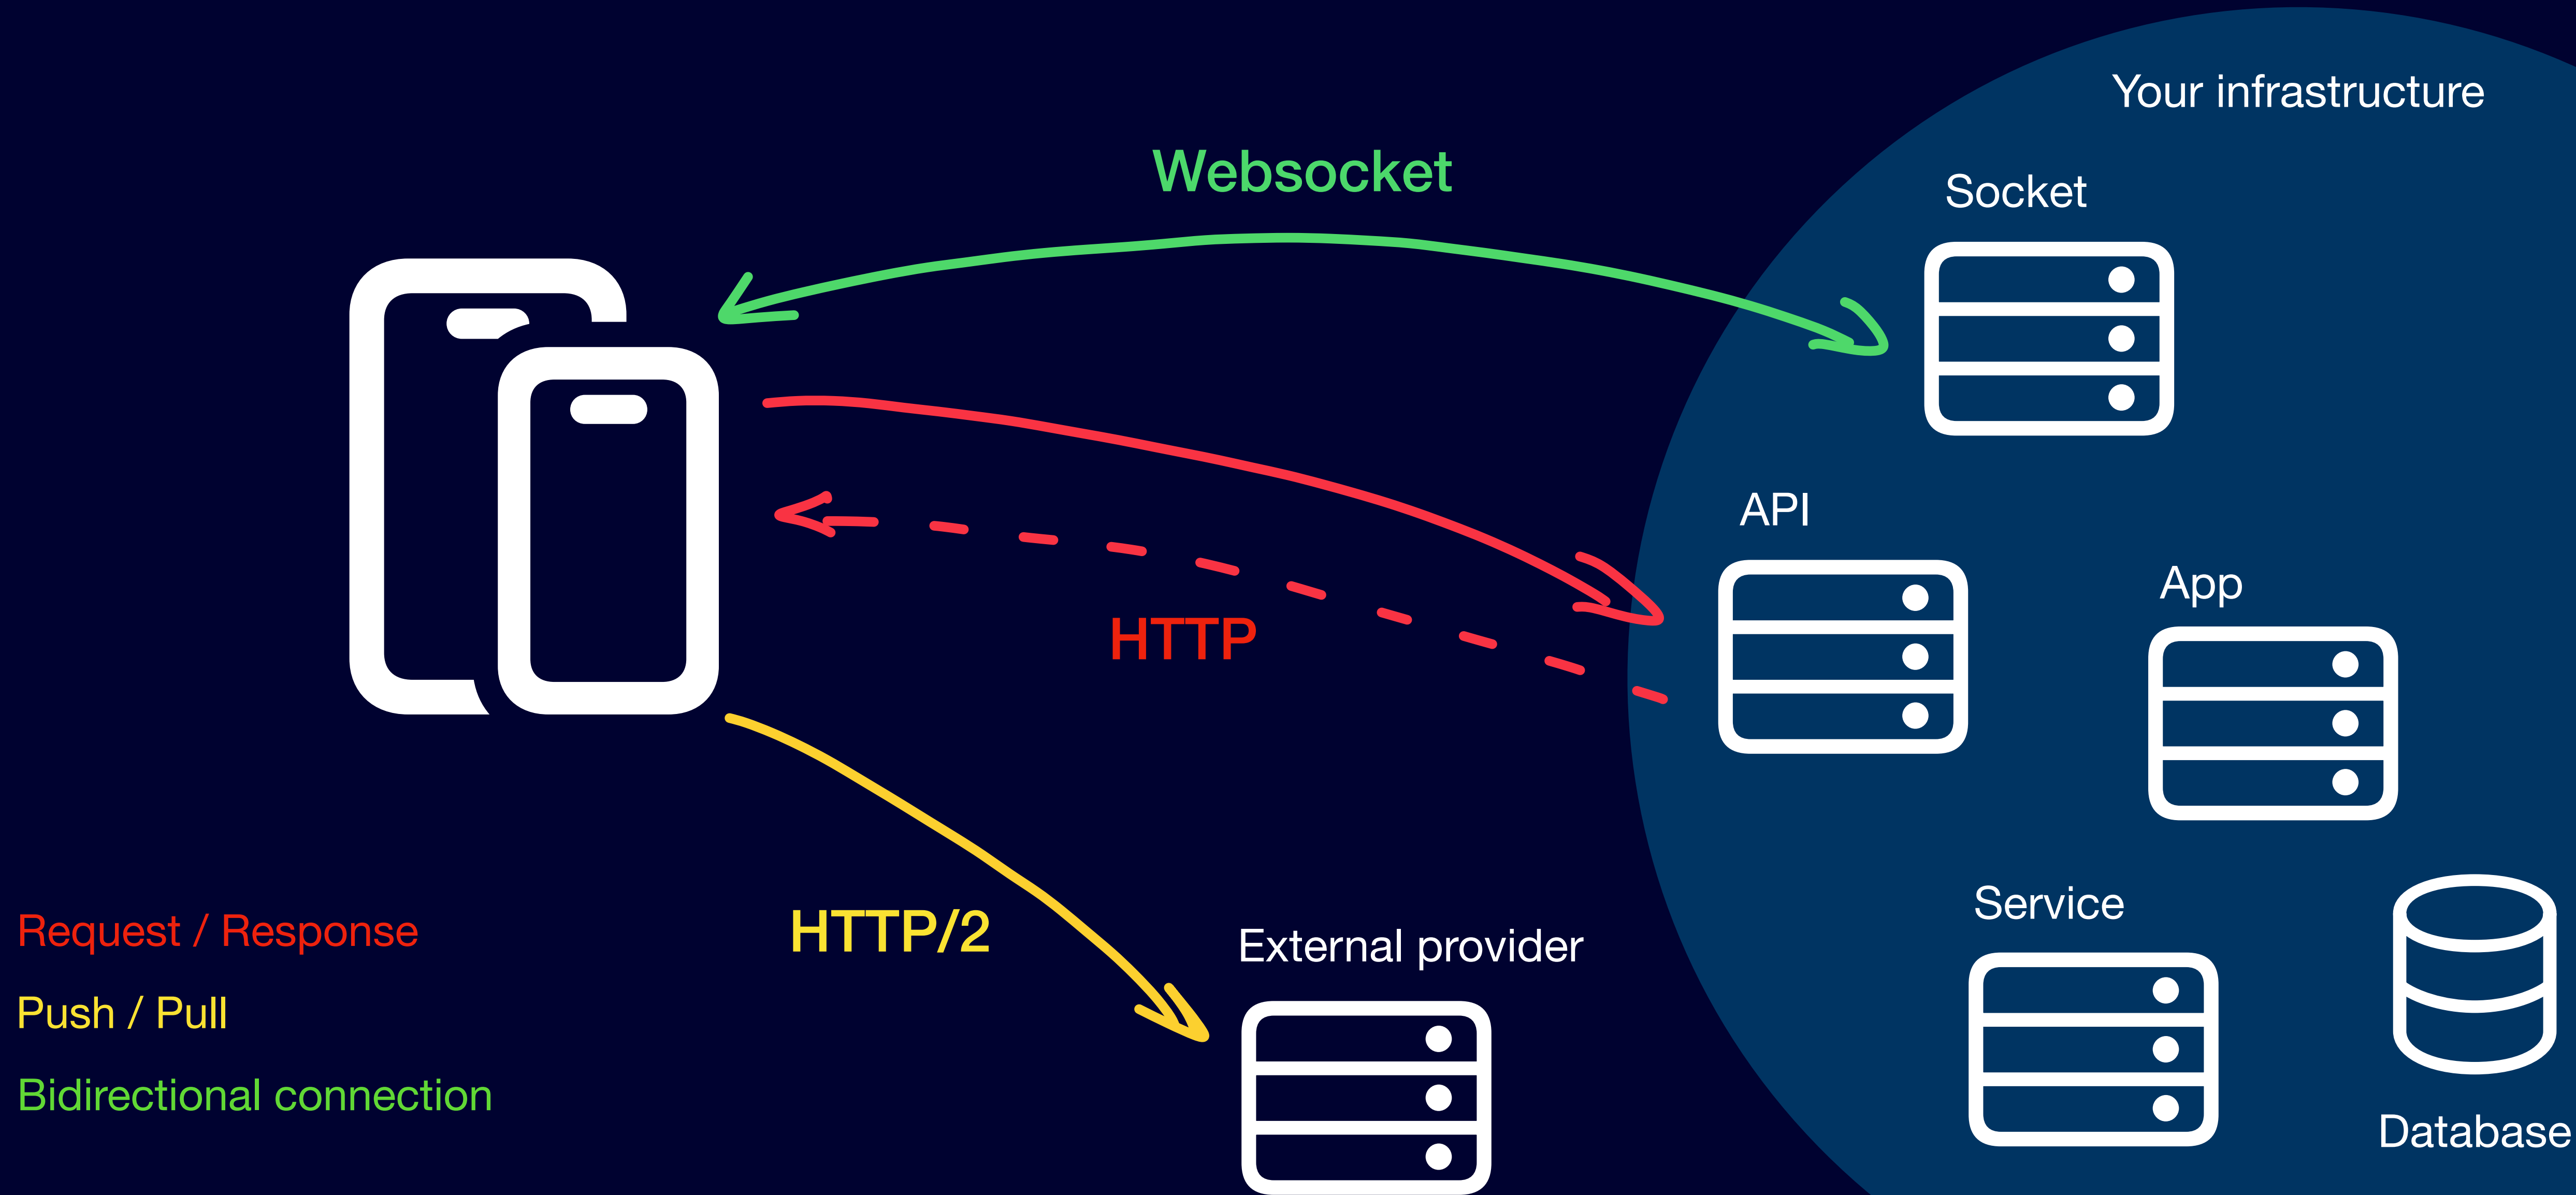 Your infrastructure
Websocket
Socket
API
App
HTTP
Service
External provider
HTTP/2
Request / Response
Push / Pull
Bidirectional connection
Database